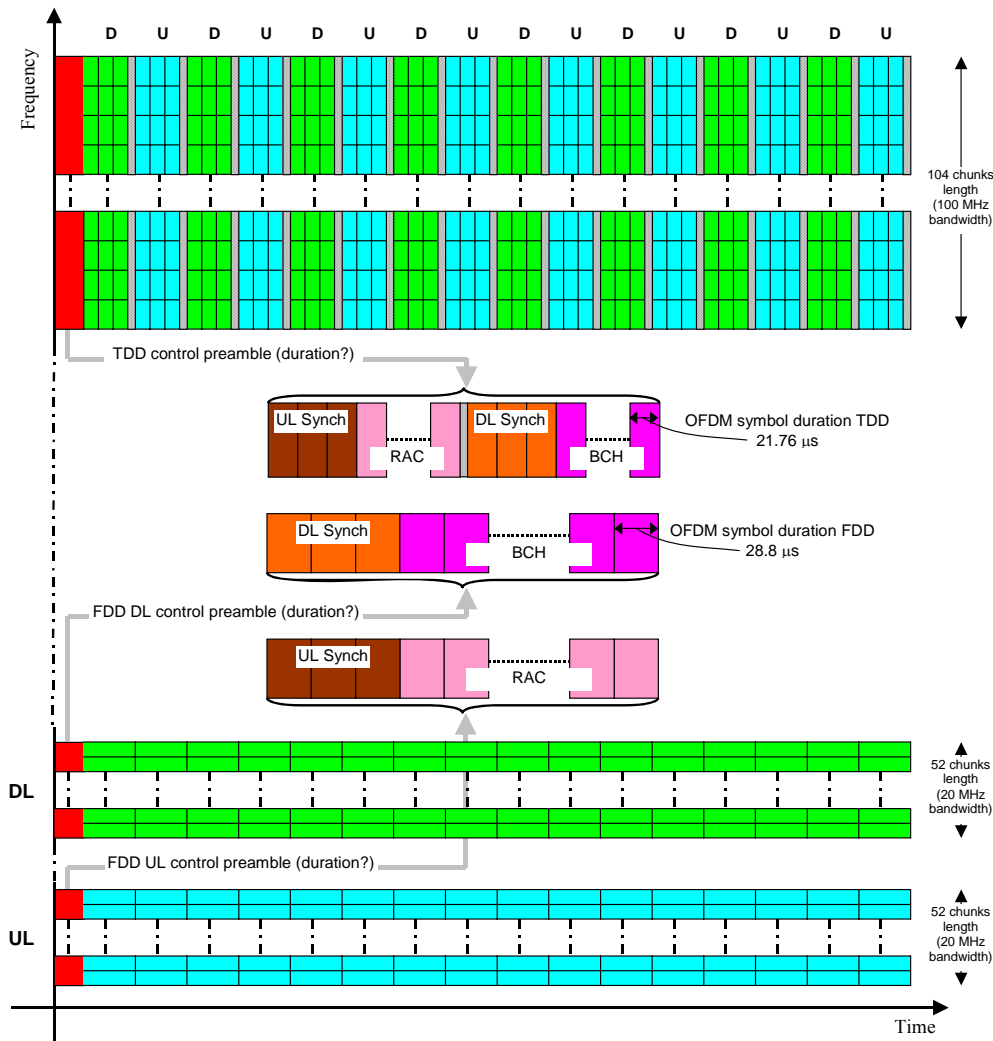 D U D U D U D U D U D U D U D U
Frequency
104 chunks
length
(100 MHz
bandwidth)
TDD control preamble (duration?)
UL Synch
RAC
DL Synch
BCH
OFDM symbol duration TDD
21.76 μs
DL Synch
BCH
OFDM symbol duration FDD
28.8 μs
FDD DL control preamble (duration?)
UL Synch
RAC
DL
52 chunks
length
(20 MHz
bandwidth)
FDD UL control preamble (duration?)
UL
52 chunks
length
(20 MHz
bandwidth)
Time